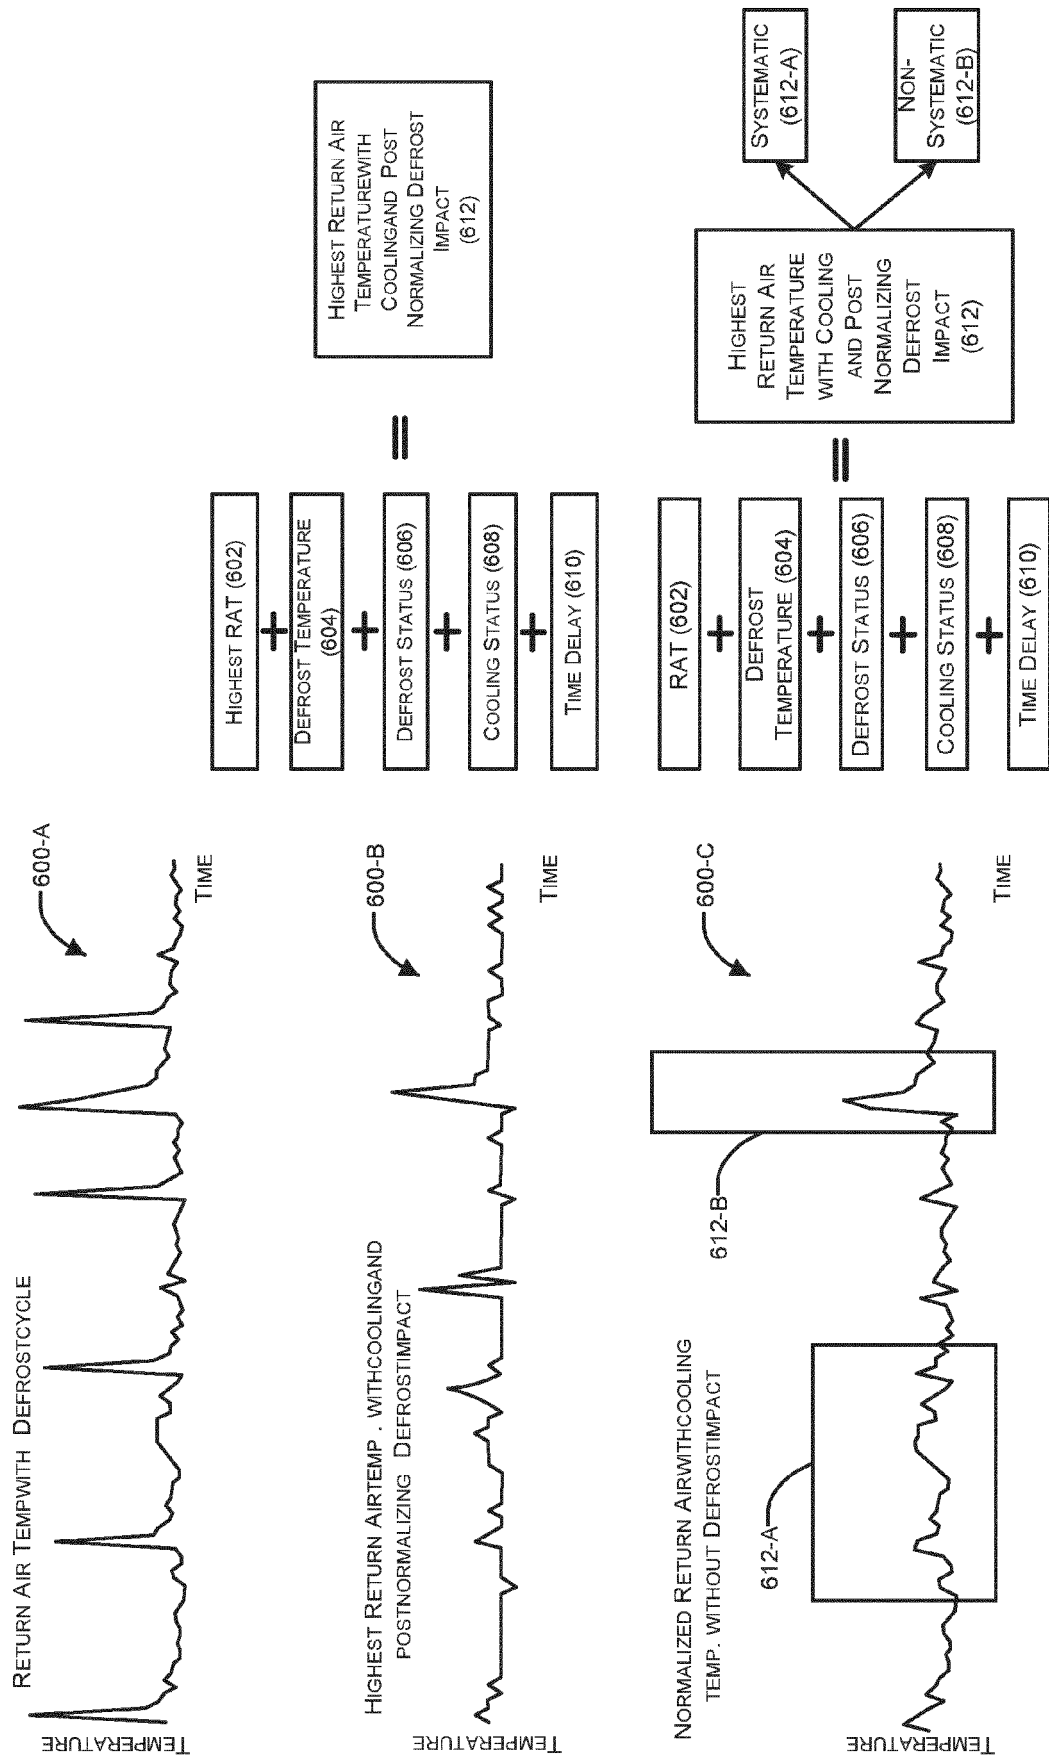 RETURN AIR TEMPWITH DEFROSTCYCLE
600-A
TEMPERATURE
TIME
HIGHEST RETURN AIRTEMP . WITHCOOLINGAND
POSTNORMALIZING DEFROSTIMPACT
600-B
TEMPERATURE
TIME
HIGHEST RAT (602)
+
DEFROST TEMPERATURE
(604)
+
DEFROST STATUS (606)
+
COOLING STATUS (608)
+
TIME DELAY (610)
=
HIGHEST RETURN AIR
TEMPERATUREWITH
COOLINGAND POST
NORMALIZING DEFROST
IMPACT
(612)
NORMALIZED RETURN AIRWITHCOOLING
TEMP. WITHOUT DEFROSTIMPACT
612-A
612-B
600-C
TEMPERATURE
TIME
RAT (602)
+
DEFROST
TEMPERATURE (604)
+
DEFROST STATUS (606)
+
COOLING STATUS (608)
+
TIME DELAY (610)
=
HIGHEST
RETURN AIR
TEMPERATURE
WITH COOLING
AND POST
NORMALIZING
DEFROST
IMPACT
(612)
SYSTEMATIC
(612-A)
NON-
SYSTEMATIC
(612-B)